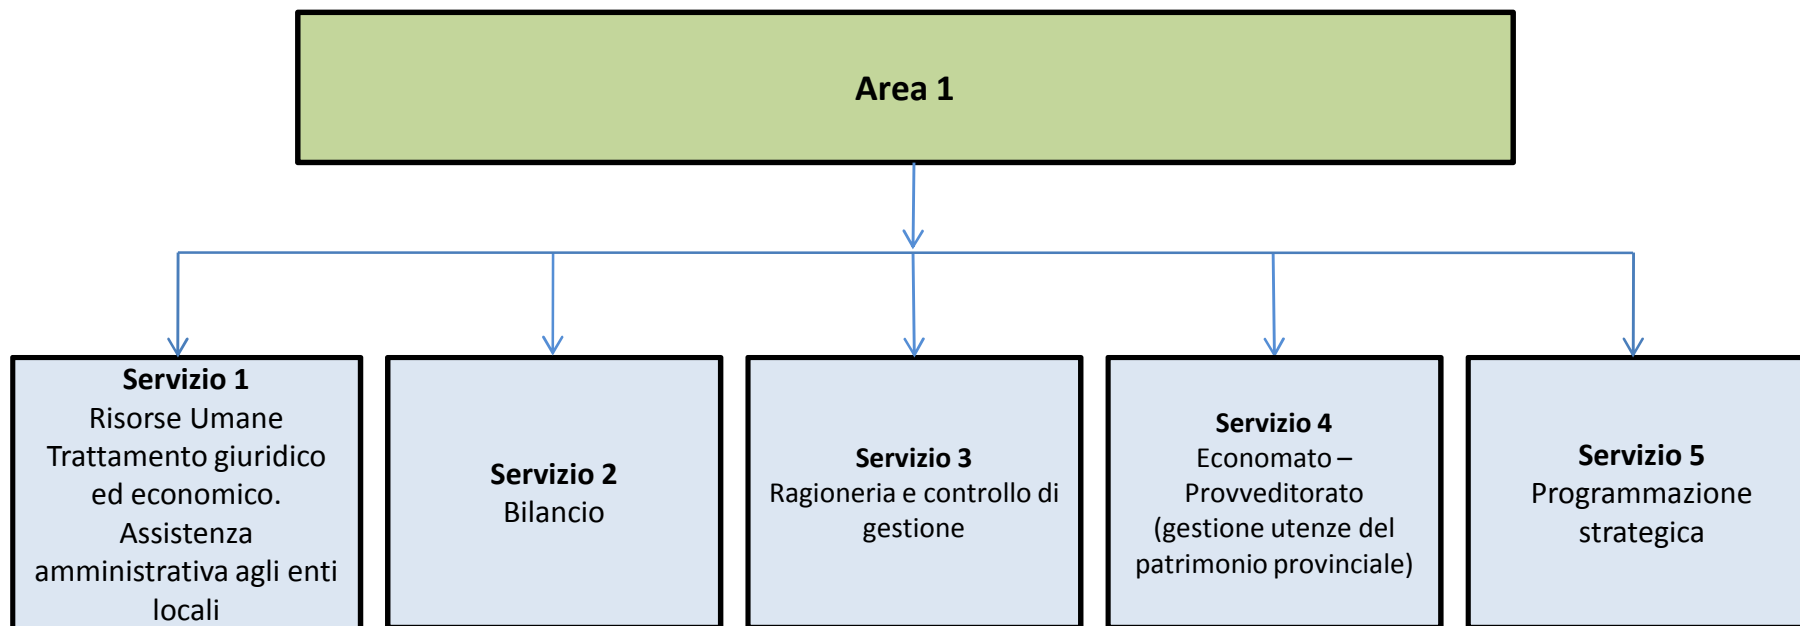 Area 1
Servizio 1
Risorse Umane
Trattamento giuridico
ed economico.
Assistenza
amministrativa agli enti
locali
Servizio 2
Bilancio
Servizio 3
Ragioneria e controllo di
gestione
Servizio 4
Economato –
Provveditorato
(gestione utenze del
patrimonio provinciale)
Servizio 5
Programmazione
strategica